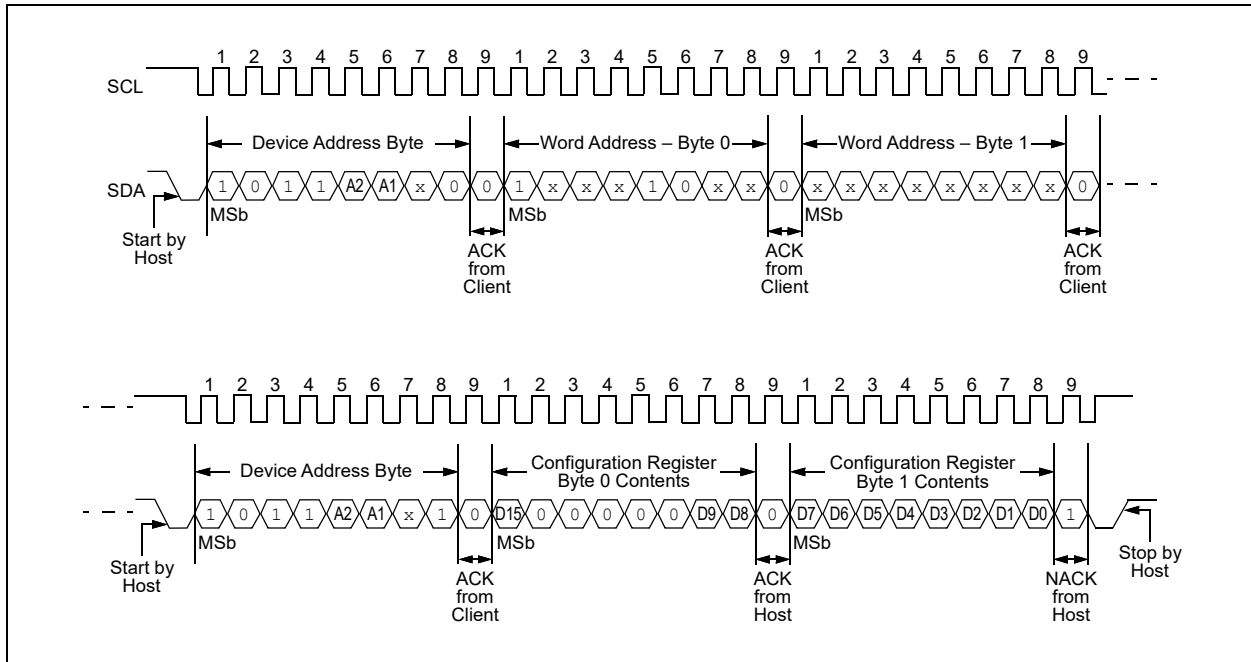 1 2 3 4 5 6 7 8 9 1 2 3 4 5 6 7 8 9 1 2 3 4 5 6 7 8 9
SCL
Device Address Byte
Word Address – Byte 0
Word Address – Byte 1
SDA
1 0 1 1 A2 A1 x 0 0 1 x x x 1 0 x x 0 x x x x x x x x 0
MSb
MSb
MSb
Start by
Host
ACK
from
Client
ACK
from
Client
ACK
from
Client
1 2 3 4 5 6 7 8 9 1 2 3 4 5 6 7 8 9 1 2 3 4 5 6 7 8 9
Device Address Byte
Configuration Register
Byte 0 Contents
Configuration Register
Byte 1 Contents
1 0 1 1 A2 A1 x 1 0 D15 0 0 0 0 0 D9 D8 0 D7 D6 D5 D4 D3 D2 D1 D0 1
MSb
MSb
MSb
Start by
Host
ACK
from
Client
ACK
from
Host
NACK
from
Host
Stop by
Host